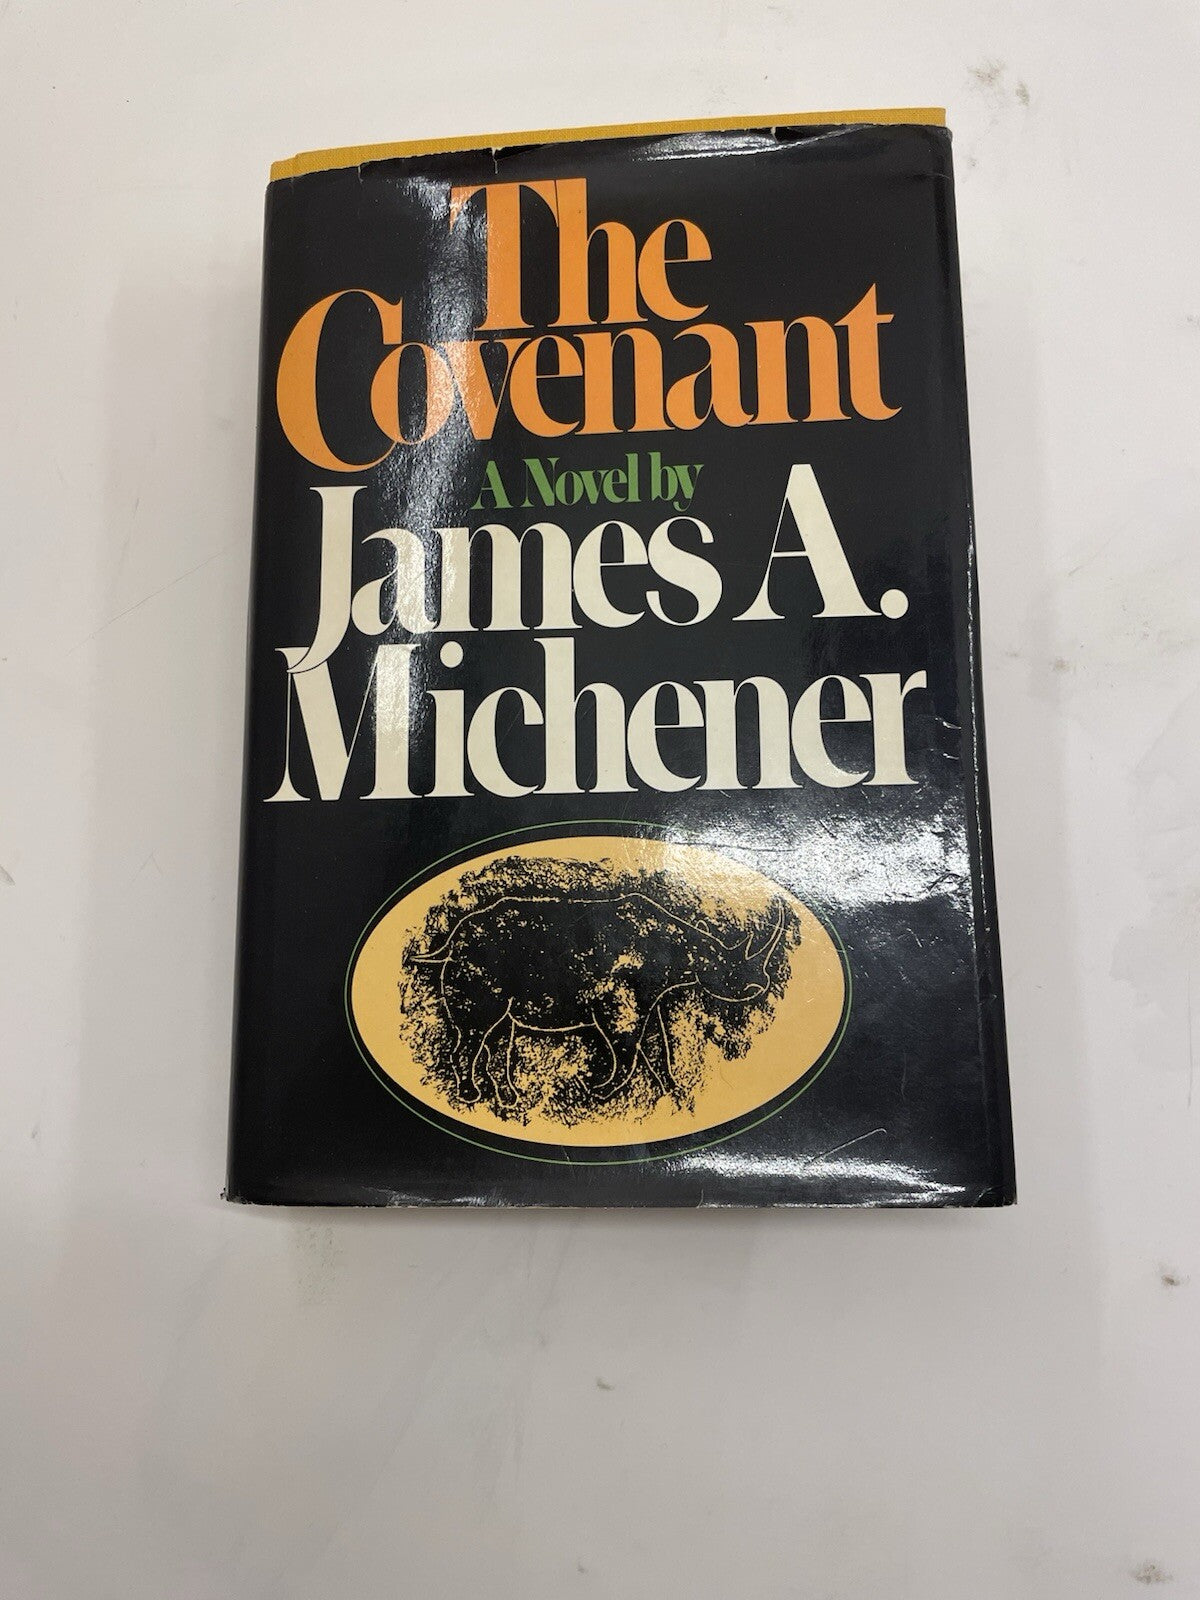 The
Covenant
A Novel by
James A.
Michener